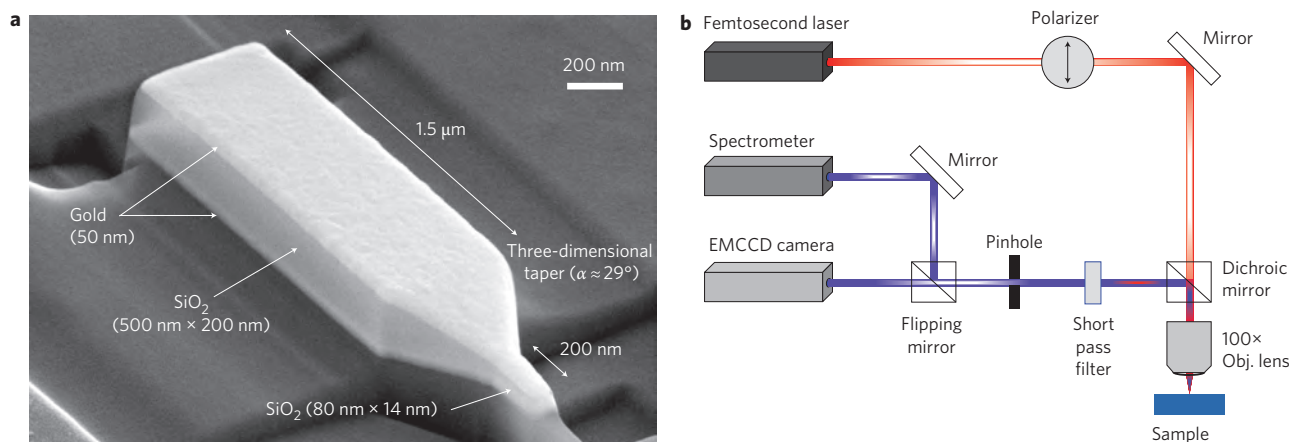 a
200 nm
1.5 μm
Gold
(50 nm)
Three-dimensional
taper (α ≈ 29°)
SiO₂
(500 nm × 200 nm)
200 nm
SiO₂ (80 nm × 14 nm)
b
Femtosecond laser
Polarizer
Mirror
Spectrometer
Mirror
EMCCD camera
Pinhole
Dichroic
mirror
Flipping
mirror
Short
pass
filter
100×
Obj. lens
Sample